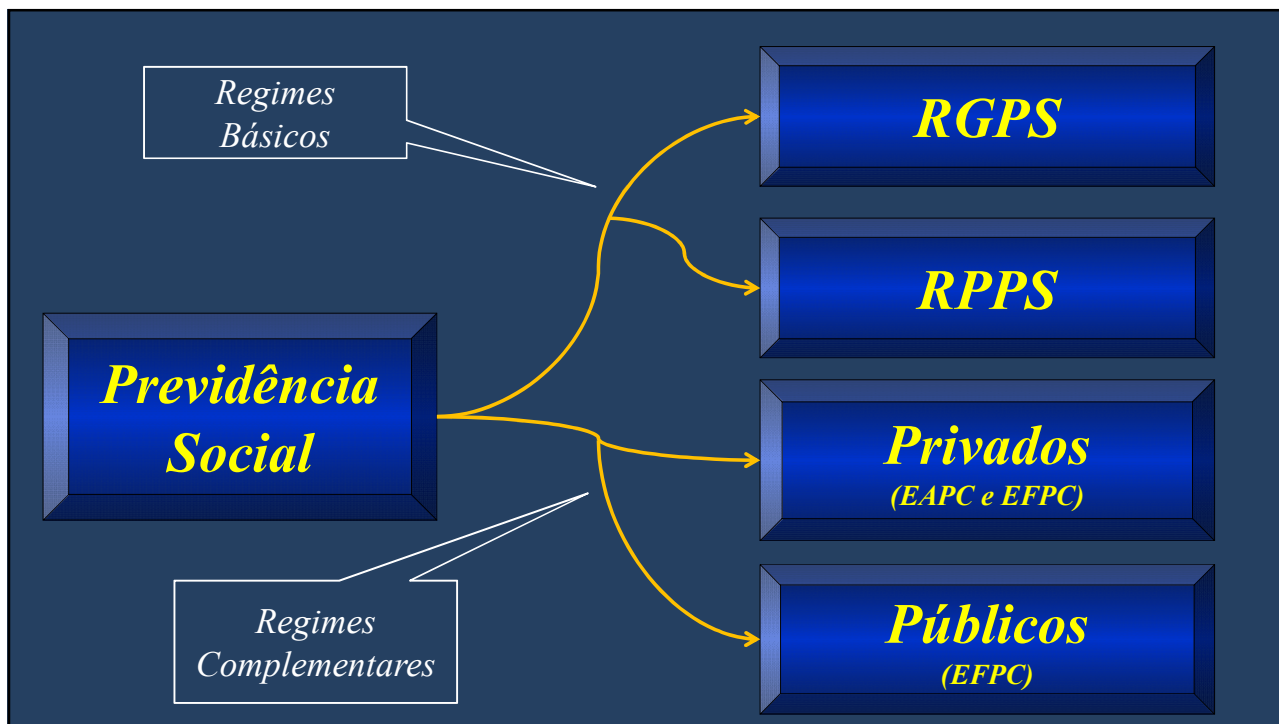 Regimes
Básicos
RGPS
RPPS
Previdência
Social
Privados
(EAPC e EFPC)
Regimes
Complementares
Públicos
(EFPC)